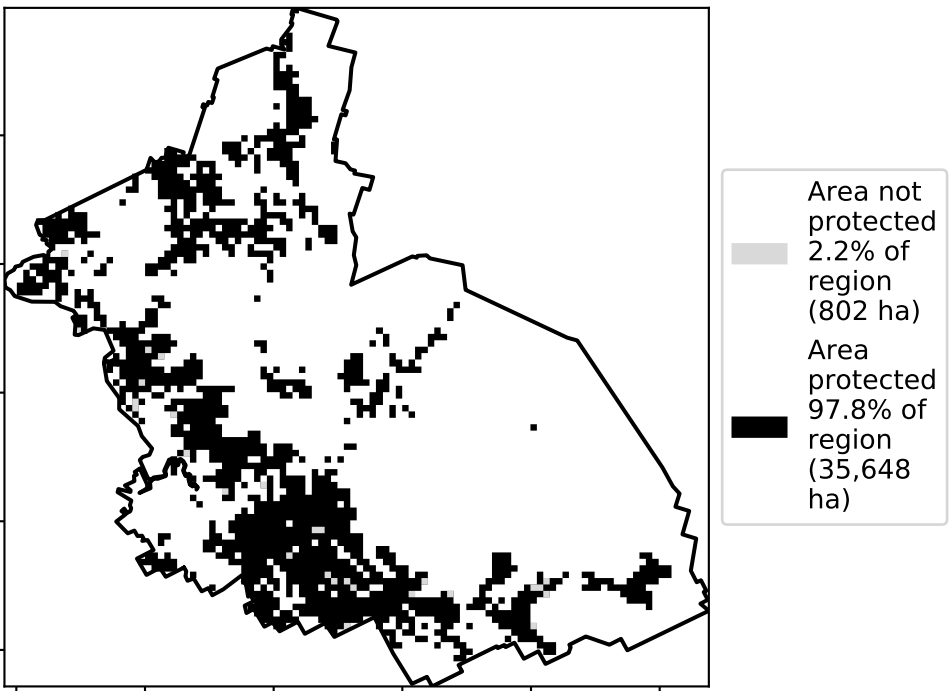 Area not
protected
2.2% of
region
(802 ha)
Area
protected
97.8% of
region
(35,648
ha)